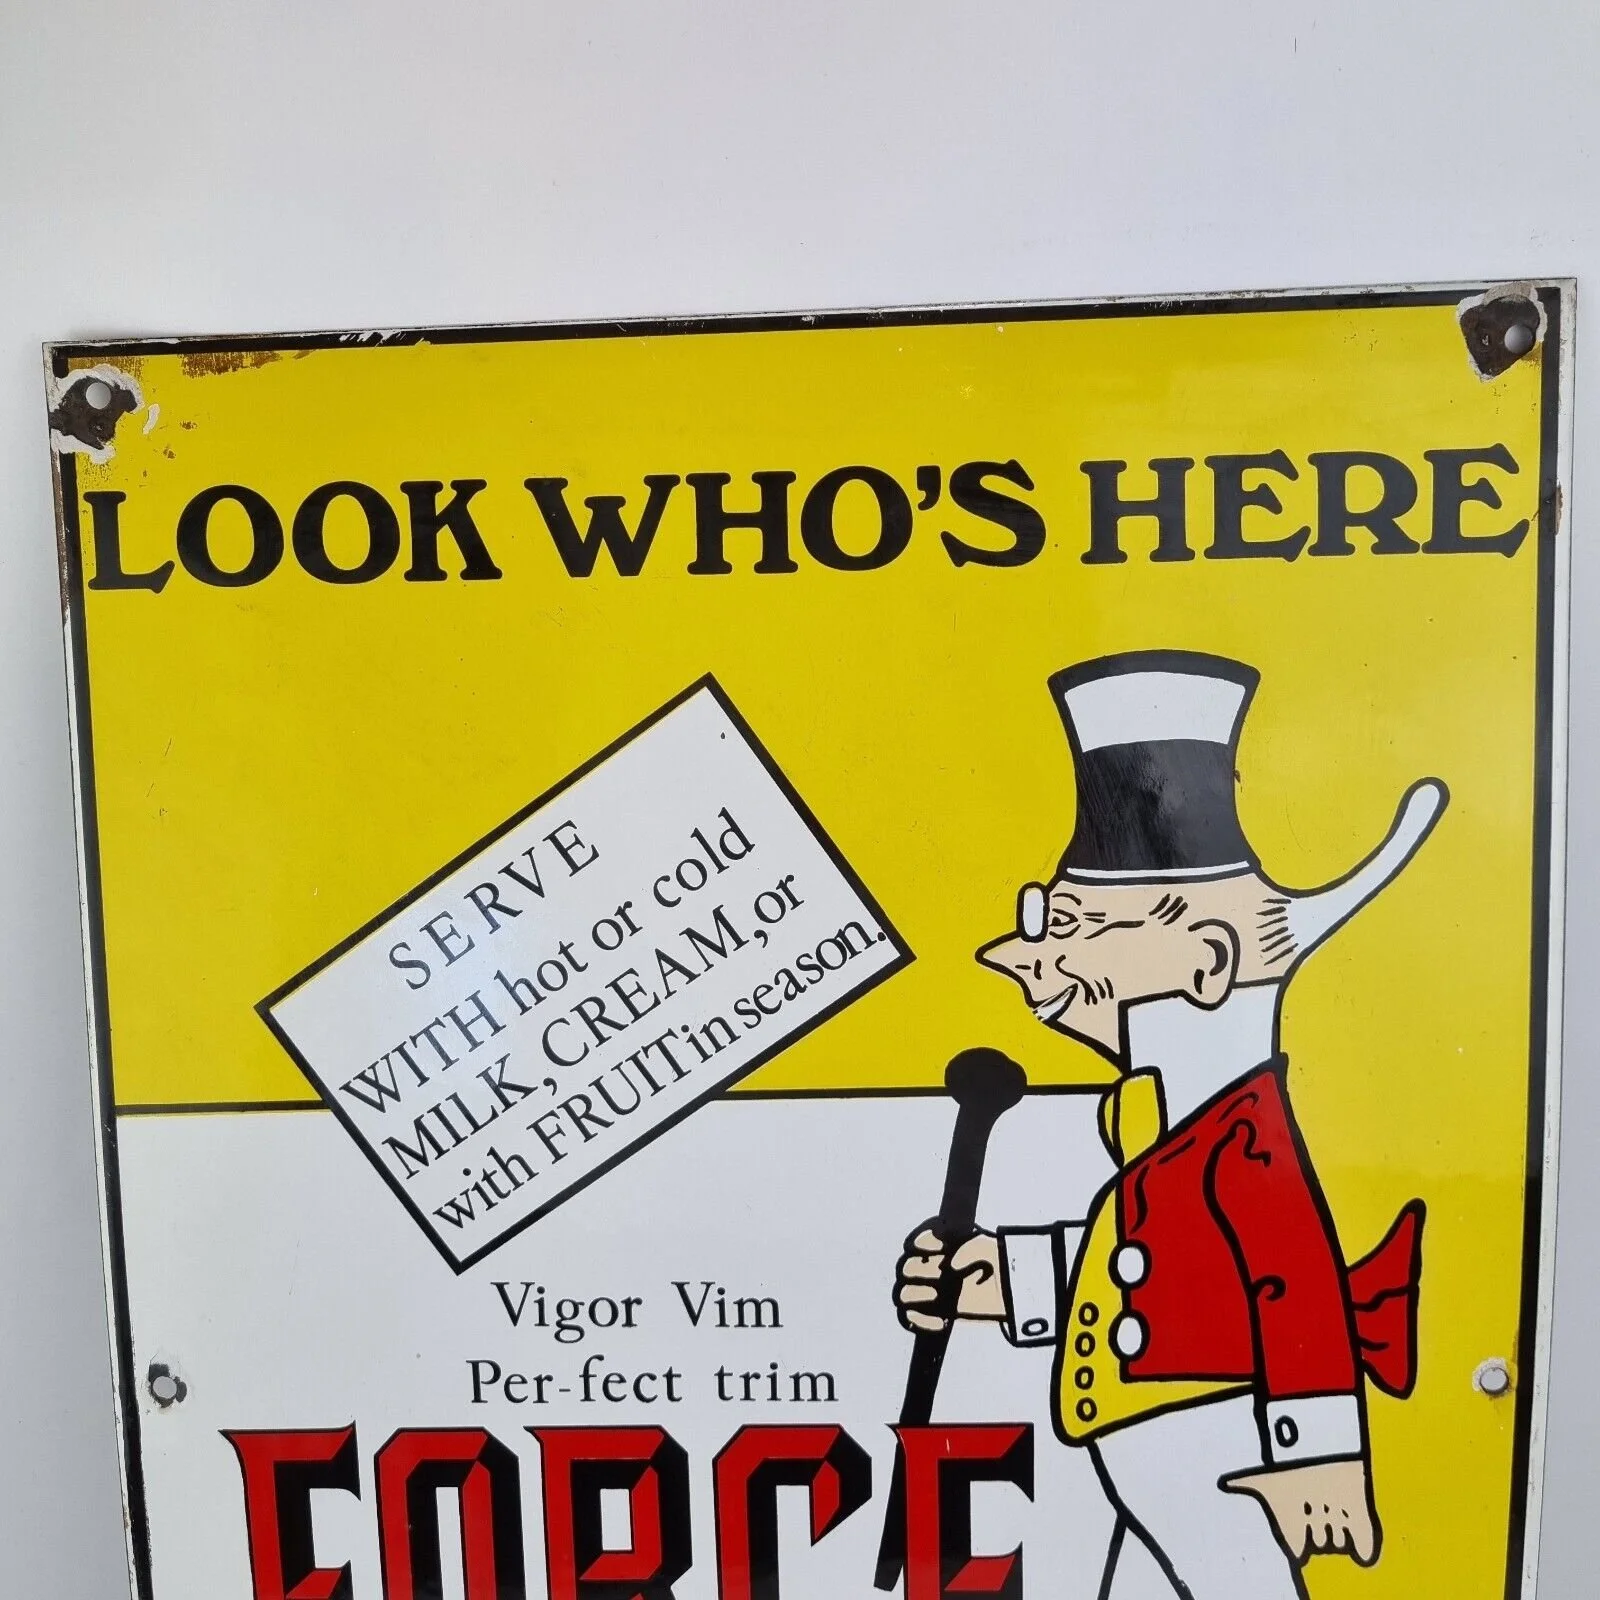 LOOK WHO'S HERE
SERVE
WITH hot or cold
MILK, CREAM, or
with FRUIT in season.
Vigor Vim
Per-fect trim
FORCE